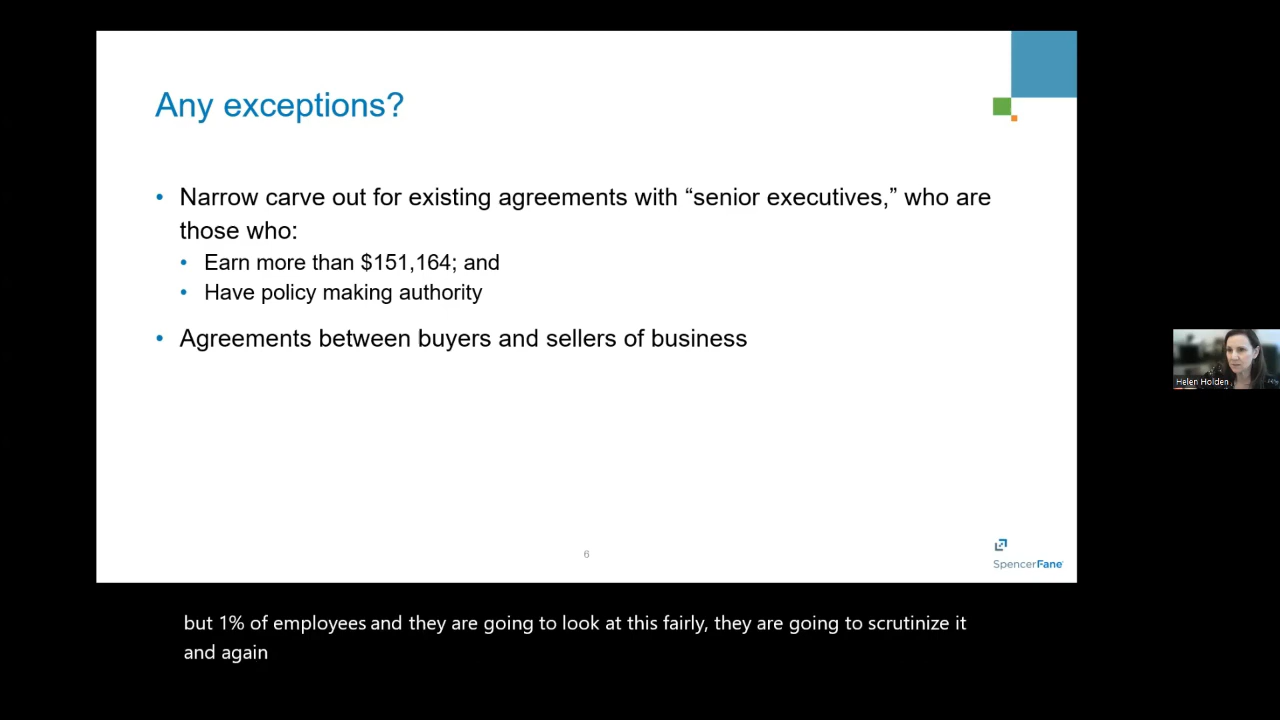 Any exceptions?
• Narrow carve out for existing agreements with “senior executives,” who are
those who:
• Earn more than $151,164; and
• Have policy making authority
• Agreements between buyers and sellers of business
Helen Holden
6
SpencerFane
but 1% of employees and they are going to look at this fairly, they are going to scrutinize it
and again